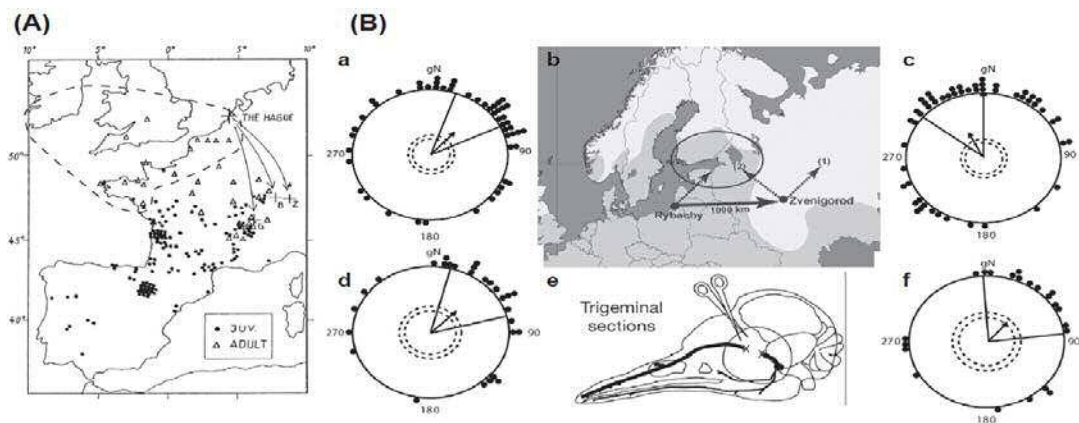 (A)
(B)
10° 5° 0° 5° 10°
THE HAGUE
50°
45°
40°
B Z
G
• JUV.
△ ADULT
a
gN
270
90
180
b
Rybachy
1000 km
Zvenigorod
(1)
c
gN
270
90
180
d
gN
270
90
180
e
Trigeminal
sections
f
gN
270
90
180